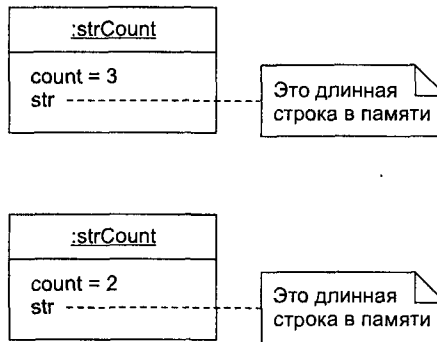 :strCount
count = 3
str
Это длинная
строка в памяти
:strCount
count = 2
str
Это длинная
строка в памяти